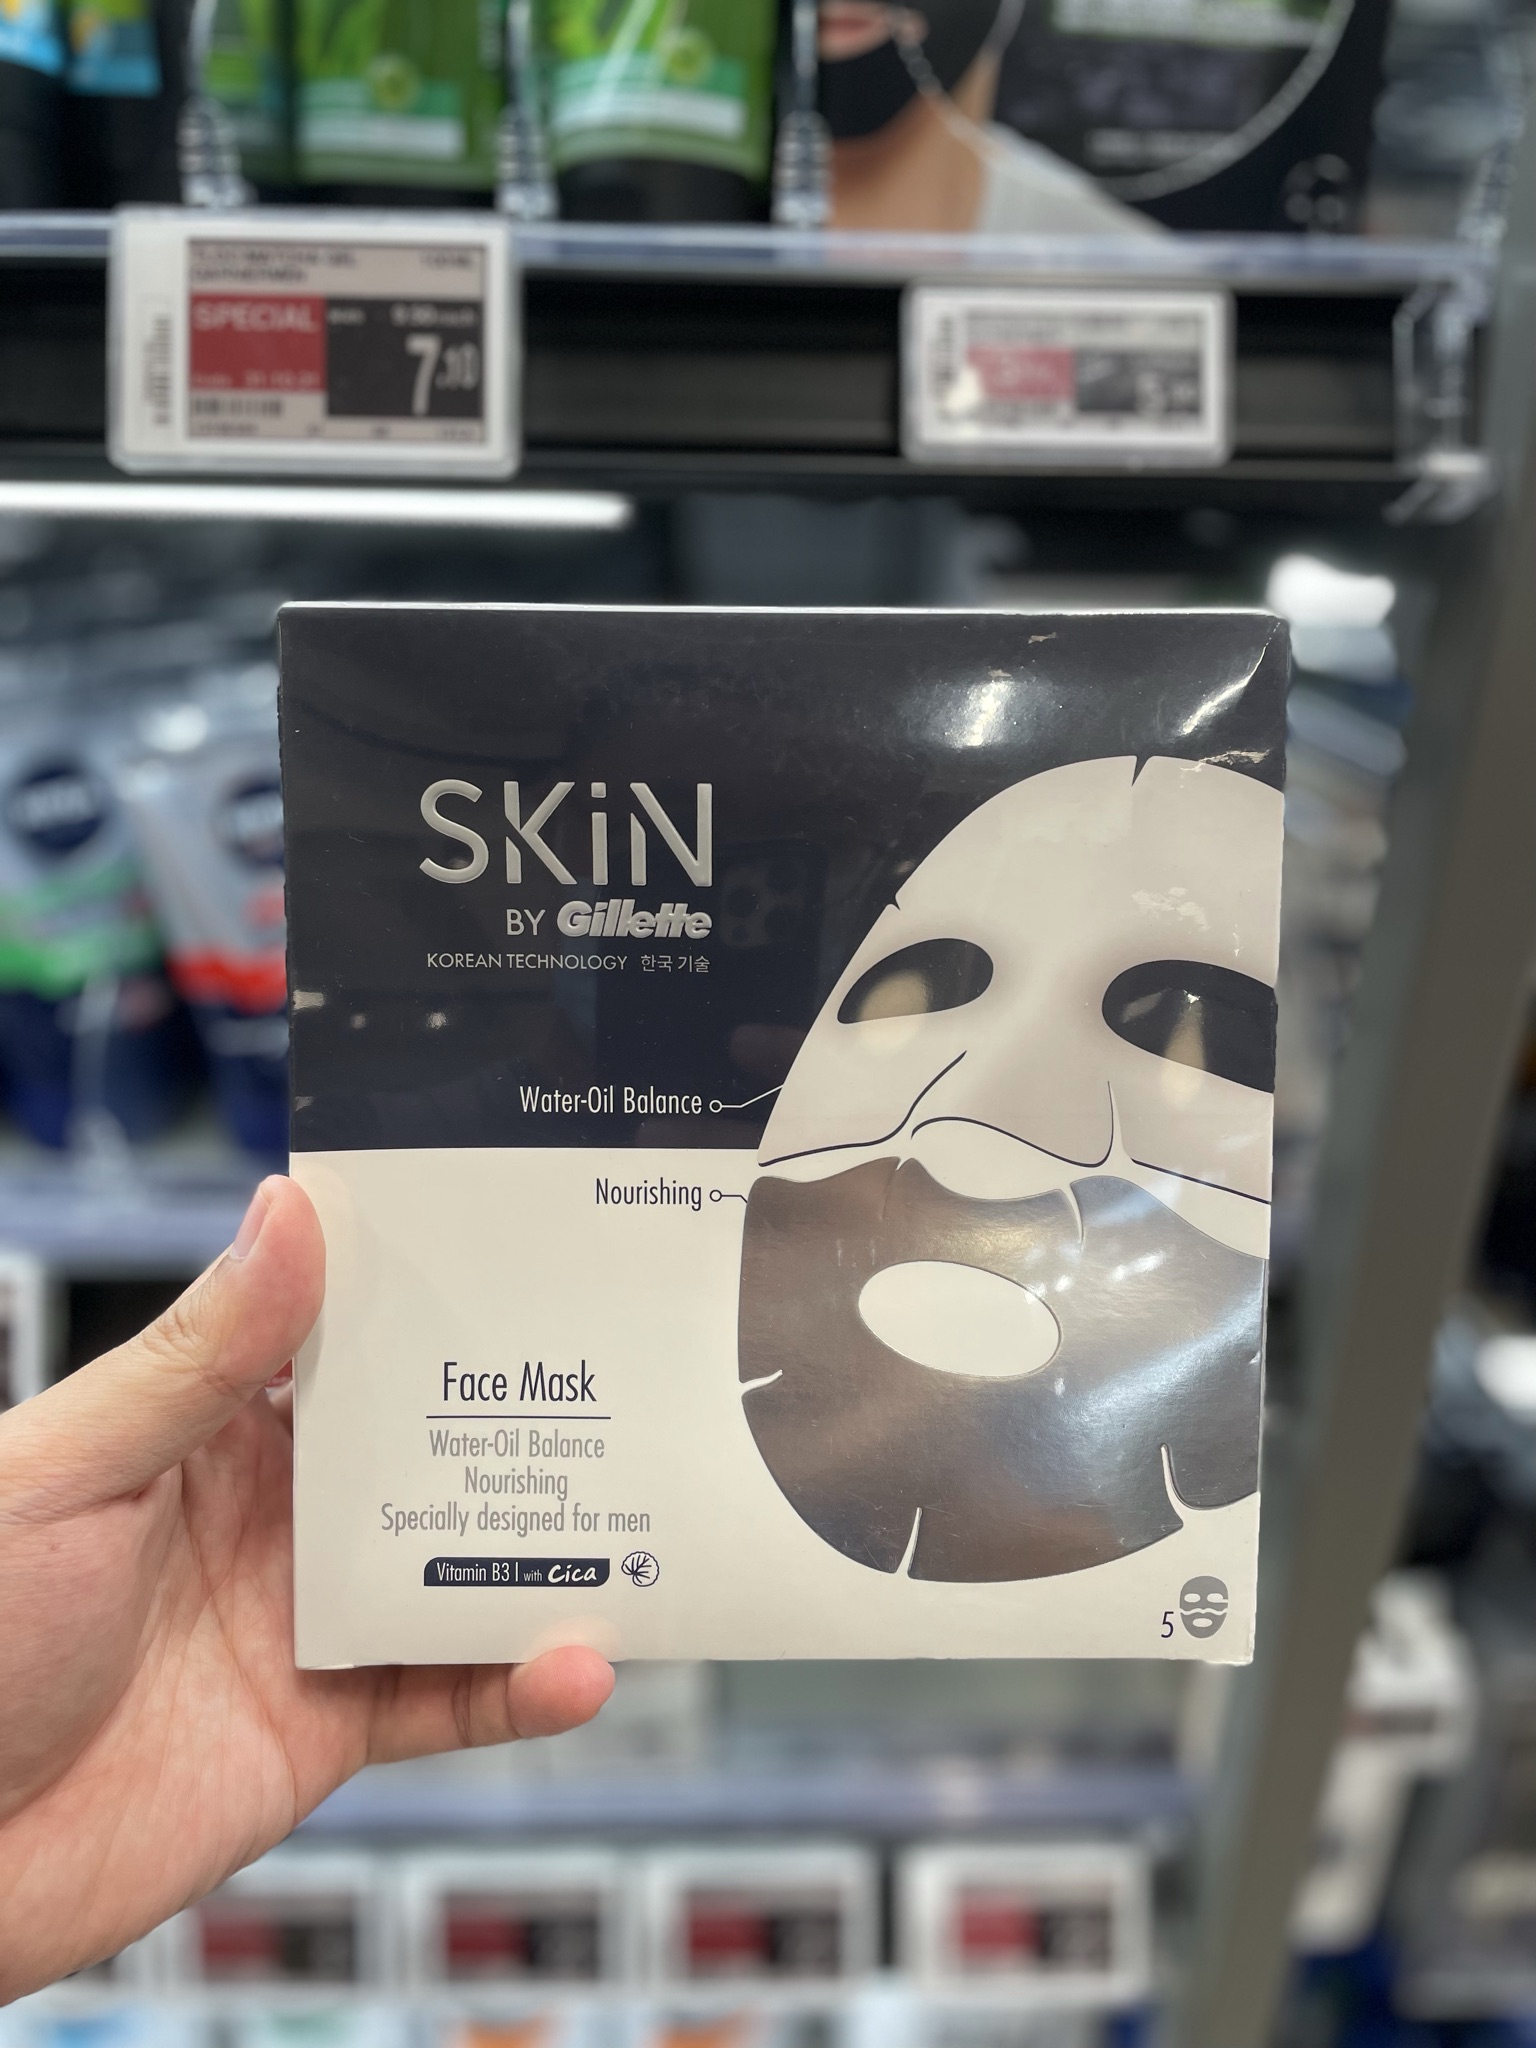 SPECIAL
7.10
SKiN
BY Gillette
KOREAN TECHNOLOGY 한국 기술
Water-Oil Balance
Nourishing
Face Mask
Water-Oil Balance
Nourishing
Specially designed for men
Vitamin B3 | with Cica
5